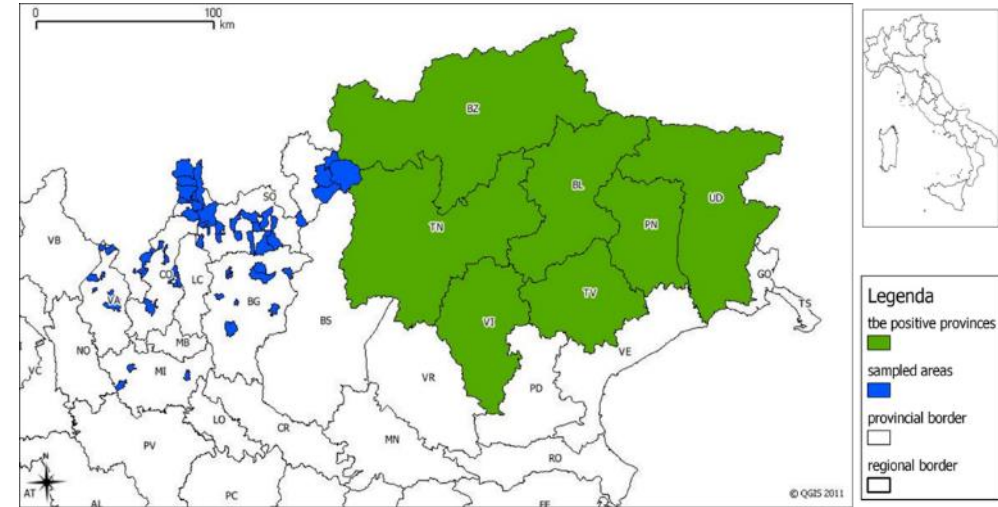 0 100
km
BZ
SO
BL
UD
TN
PN
VB
CO
LC
VA
BG
TV
GO
TS
BS
VI
MB
NO
MI
VE
VC
VR
PD
LO
CR
MN
PV
RO
N
AT
AL
PC
FE
© QGIS 2011
Legenda
tbe positive provinces
sampled areas
provincial border
regional border